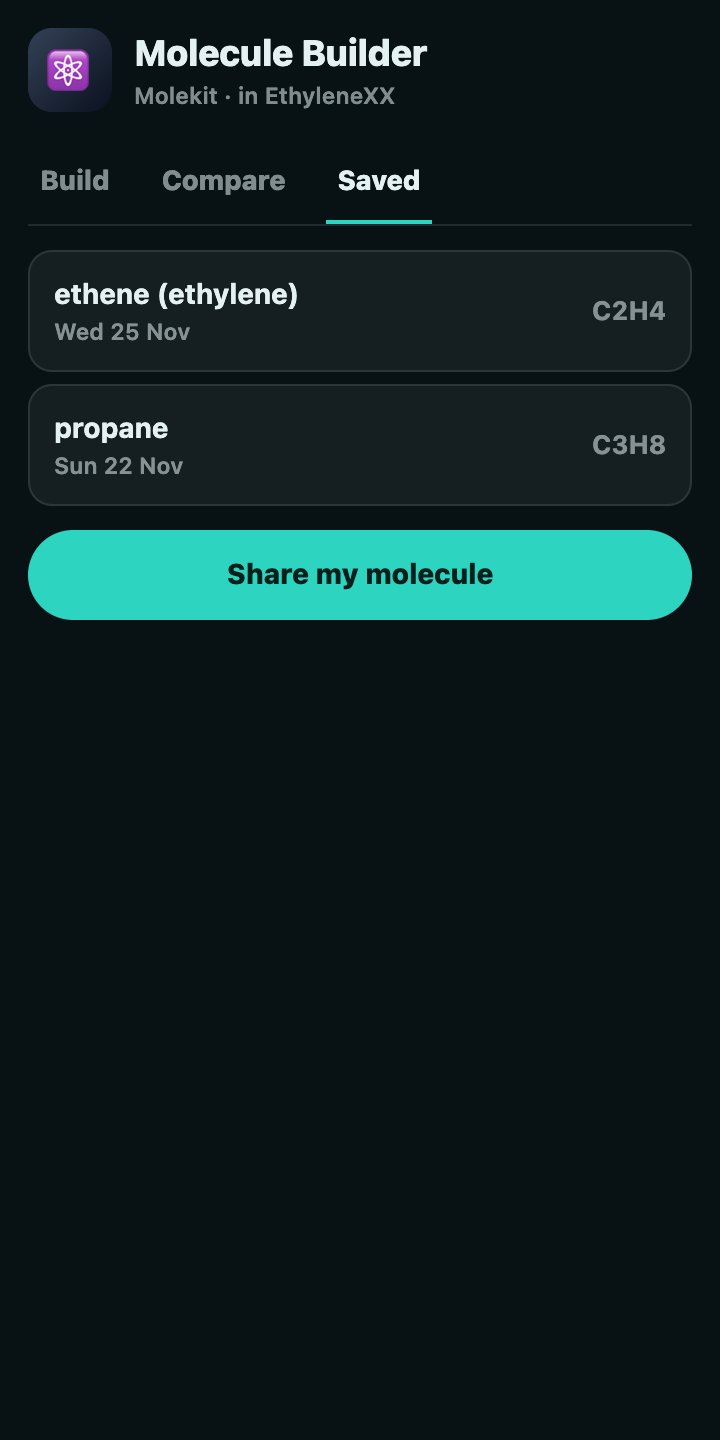 Molecule Builder
Molekit · in EthyleneXX
Build Compare Saved
ethene (ethylene)
Wed 25 Nov
C2H4
propane
Sun 22 Nov
C3H8
Share my molecule